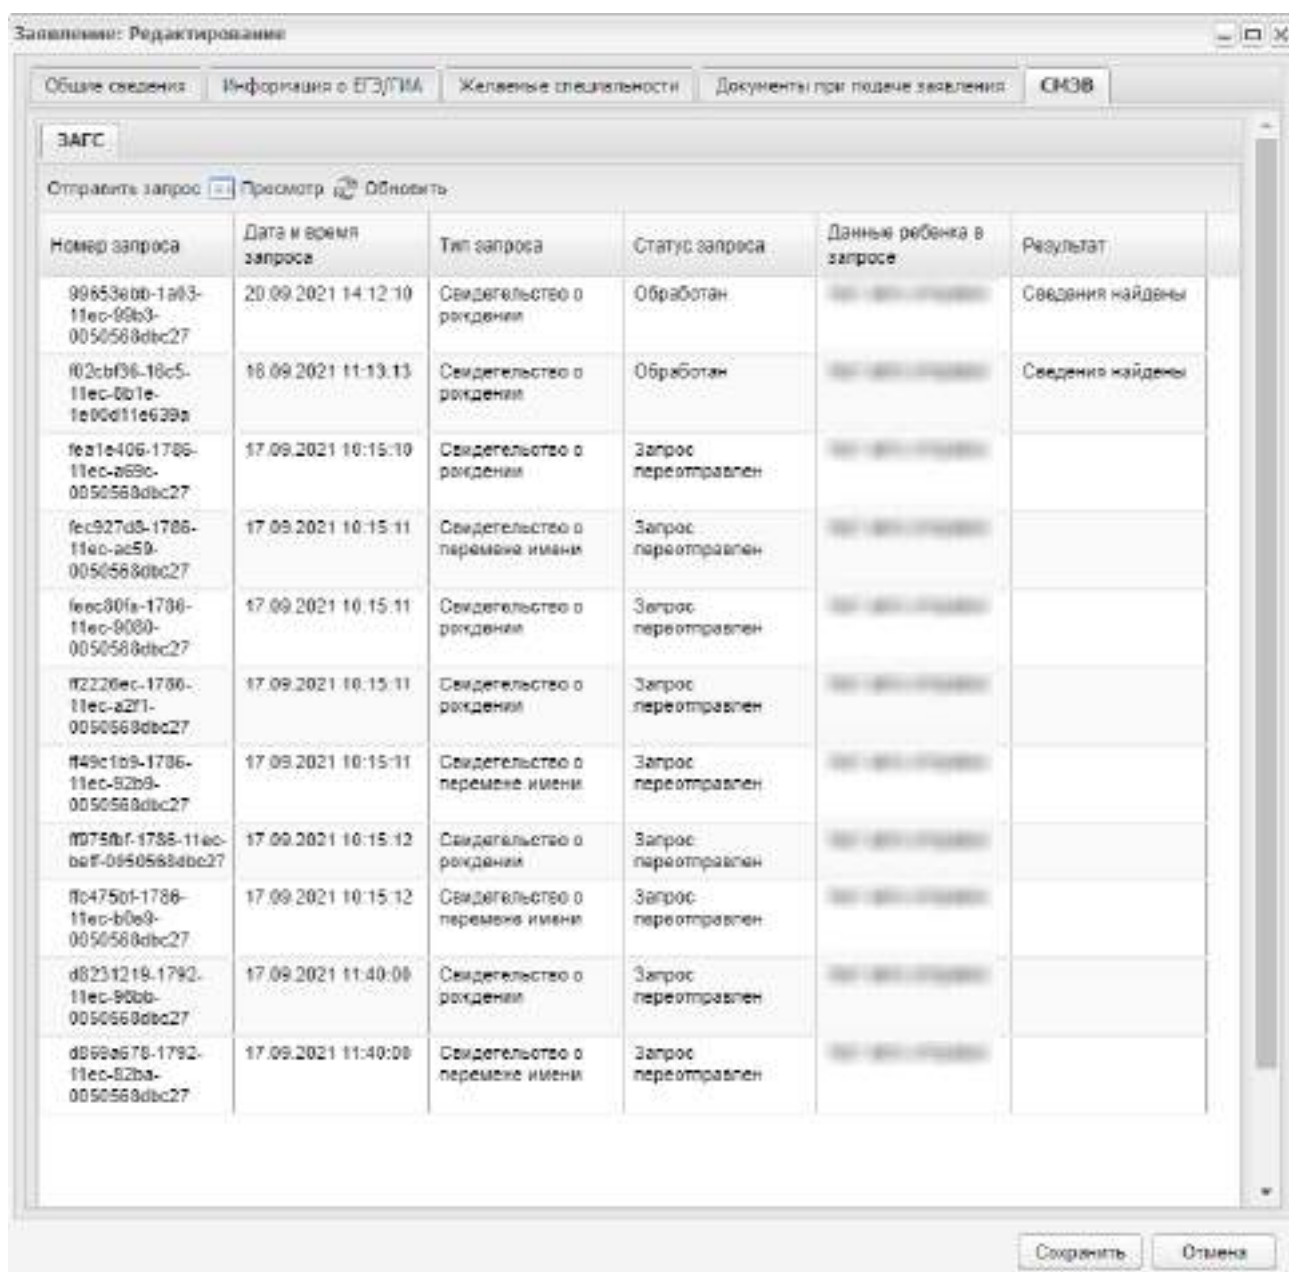 Заявление: Редактирование
Общие сведения Информация о ЕГЭ/ГИА Желаемые специальности Документы при подаче заявления СМЭВ
ЗАГС
Отправить запрос Просмотр Обновить
Номер запроса Дата и время запроса Тип запроса Статус запроса Данные ребенка в запросе Результат
99653ebb-1a03- 20.09.2021 14:12:10 Свидетельство о Обработан Сведения найдены
11ec-99b3- рождении
0050568dbc27
f02cbf36-16c5- 16.09.2021 11:13:13 Свидетельство о Обработан Сведения найдены
11ec-8b1e- рождении
1e00d11e639a
fea1e406-1786- 17.09.2021 10:15:10 Свидетельство о Запрос
11ec-a69c- рождении переотправлен
0050568dbc27
fec927d8-1786- 17.09.2021 10:15:11 Свидетельство о Запрос
11ec-ac59- перемене имени переотправлен
0050568dbc27
feec80fa-1786- 17.09.2021 10:15:11 Свидетельство о Запрос
11ec-9080- рождении переотправлен
0050568dbc27
ff2226ec-1786- 17.09.2021 10:15:11 Свидетельство о Запрос
11ec-a2f1- рождении переотправлен
0050568dbc27
ff49c1b9-1786- 17.09.2021 10:15:11 Свидетельство о Запрос
11ec-92b9- перемене имени переотправлен
0050568dbc27
ff975fbf-1786-11ec- 17.09.2021 10:15:12 Свидетельство о Запрос
beff-0050568dbc27 рождении переотправлен
ffc475bf-1786- 17.09.2021 10:15:12 Свидетельство о Запрос
11ec-b0e9- перемене имени переотправлен
0050568dbc27
d8231219-1792- 17.09.2021 11:40:00 Свидетельство о Запрос
11ec-96bb- рождении переотправлен
0050568dbc27
d869a678-1792- 17.09.2021 11:40:00 Свидетельство о Запрос
11ec-82ba- перемене имени переотправлен
0050568dbc27
Сохранить Отмена